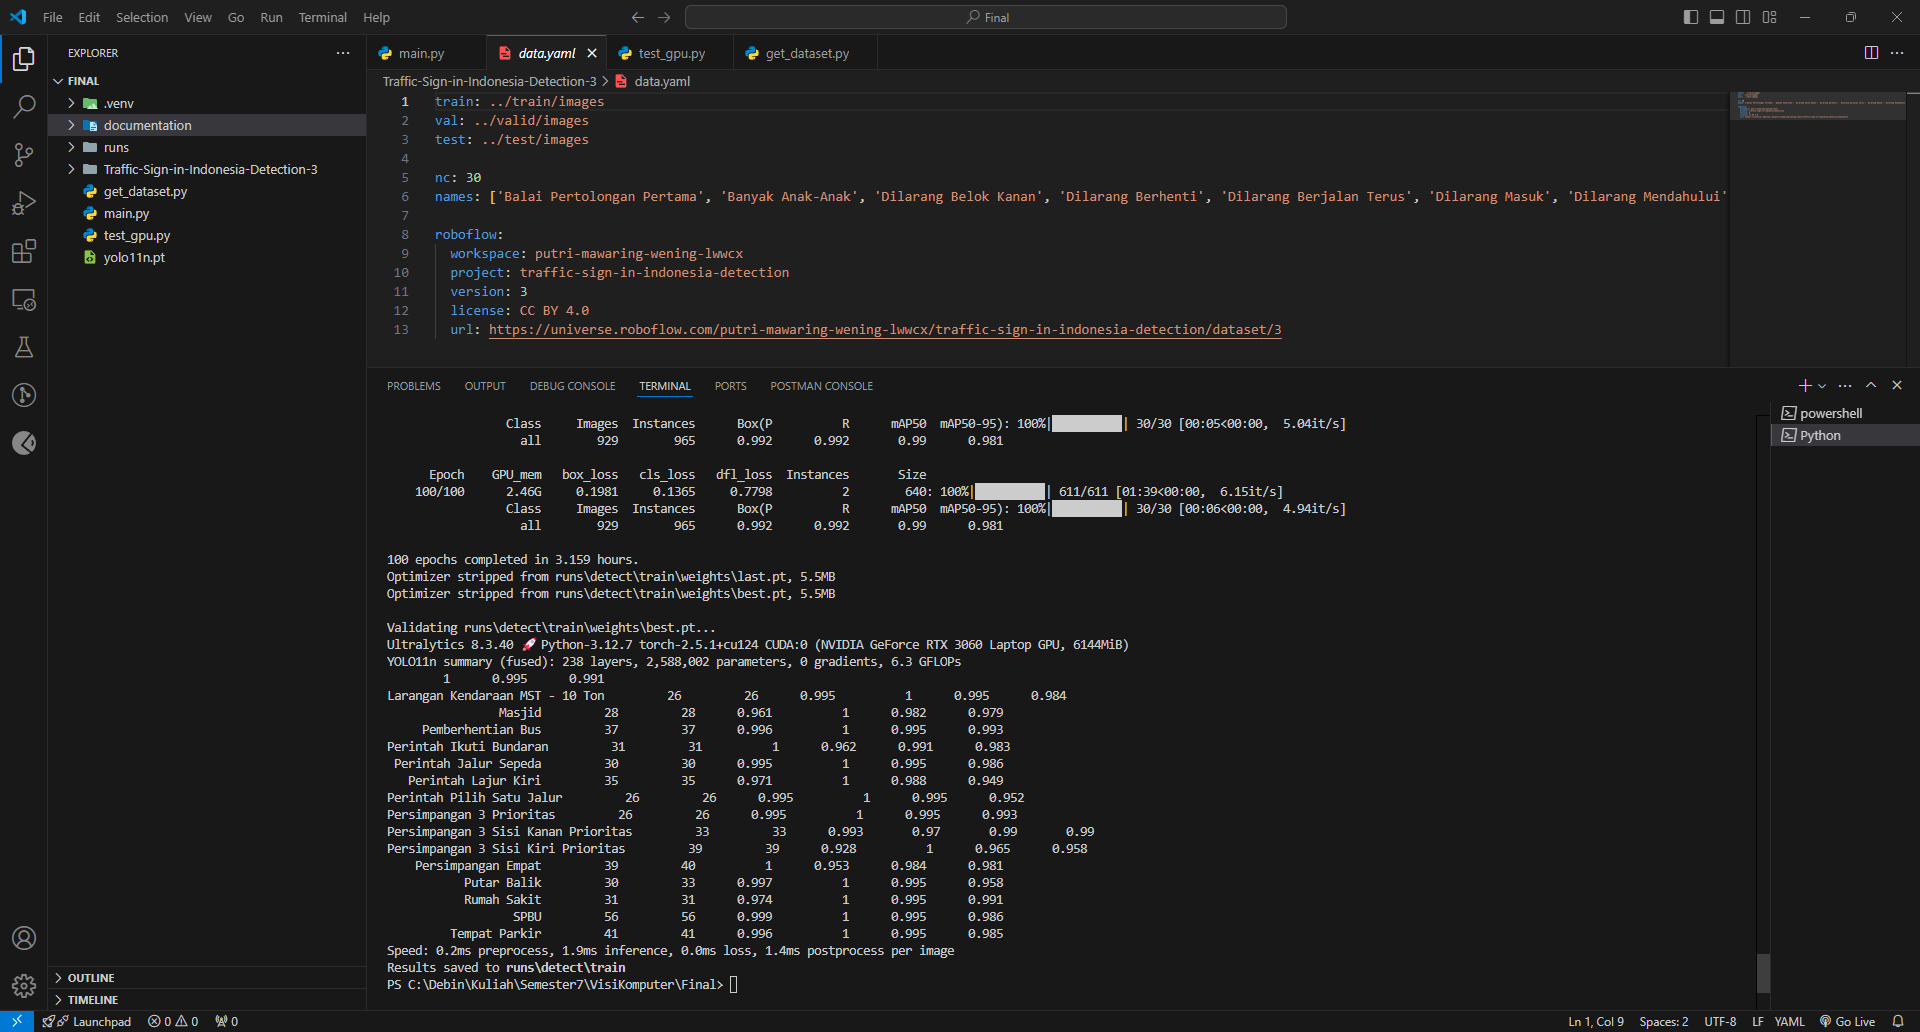 File Edit Selection View Go Run Terminal Help
Final
EXPLORER
FINAL
.venv
documentation
runs
Traffic-Sign-in-Indonesia-Detection-3
get_dataset.py
main.py
test_gpu.py
yolo11n.pt
OUTLINE
TIMELINE
main.py data.yaml test_gpu.py get_dataset.py
Traffic-Sign-in-Indonesia-Detection-3 > data.yaml
1 train: ../train/images
2 val: ../valid/images
3 test: ../test/images
4
5 nc: 30
6 names: ['Balai Pertolongan Pertama', 'Banyak Anak-Anak', 'Dilarang Belok Kanan', 'Dilarang Berhenti', 'Dilarang Berjalan Terus', 'Dilarang Masuk', 'Dilarang Mendahului'
7
8 roboflow:
9 workspace: putri-mawaring-wening-lwwcx
10 project: traffic-sign-in-indonesia-detection
11 version: 3
12 license: CC BY 4.0
13 url: https://universe.roboflow.com/putri-mawaring-wening-lwwcx/traffic-sign-in-indonesia-detection/dataset/3
PROBLEMS OUTPUT DEBUG CONSOLE TERMINAL PORTS POSTMAN CONSOLE
powershell
Python
Class Images Instances Box(P R mAP50 mAP50-95): 100%| | 30/30 [00:05<00:00, 5.04it/s]
all 929 965 0.992 0.992 0.99 0.981
Epoch GPU_mem box_loss cls_loss dfl_loss Instances Size
100/100 2.46G 0.1981 0.1365 0.7798 2 640: 100%| | 611/611 [01:39<00:00, 6.15it/s]
Class Images Instances Box(P R mAP50 mAP50-95): 100%| | 30/30 [00:06<00:00, 4.94it/s]
all 929 965 0.992 0.992 0.99 0.981
100 epochs completed in 3.159 hours.
Optimizer stripped from runs\detect\train\weights\last.pt, 5.5MB
Optimizer stripped from runs\detect\train\weights\best.pt, 5.5MB
Validating runs\detect\train\weights\best.pt...
Ultralytics 8.3.40 🚀 Python-3.12.7 torch-2.5.1+cu124 CUDA:0 (NVIDIA GeForce RTX 3060 Laptop GPU, 6144MiB)
YOLO11n summary (fused): 238 layers, 2,588,002 parameters, 0 gradients, 6.3 GFLOPs
1 0.995 0.991
Larangan Kendaraan MST - 10 Ton 26 26 0.995 1 0.995 0.984
Masjid 28 28 0.961 1 0.982 0.979
Pemberhentian Bus 37 37 0.996 1 0.995 0.993
Perintah Ikuti Bundaran 31 31 1 0.962 0.991 0.983
Perintah Jalur Sepeda 30 30 0.995 1 0.995 0.986
Perintah Lajur Kiri 35 35 0.971 1 0.988 0.949
Perintah Pilih Satu Jalur 26 26 0.995 1 0.995 0.952
Persimpangan 3 Prioritas 26 26 0.995 1 0.995 0.993
Persimpangan 3 Sisi Kanan Prioritas 33 33 0.993 0.97 0.99 0.99
Persimpangan 3 Sisi Kiri Prioritas 39 39 0.928 1 0.965 0.958
Persimpangan Empat 39 40 1 0.953 0.984 0.981
Putar Balik 30 33 0.997 1 0.995 0.958
Rumah Sakit 31 31 0.974 1 0.995 0.991
SPBU 56 56 0.999 1 0.995 0.986
Tempat Parkir 41 41 0.996 1 0.995 0.985
Speed: 0.2ms preprocess, 1.9ms inference, 0.0ms loss, 1.4ms postprocess per image
Results saved to runs\detect\train
PS C:\Debin\Kuliah\Semester7\VisiKomputer\Final>
Launchpad 0 0 0 Ln 1, Col 9 Spaces: 2 UTF-8 LF YAML Go Live